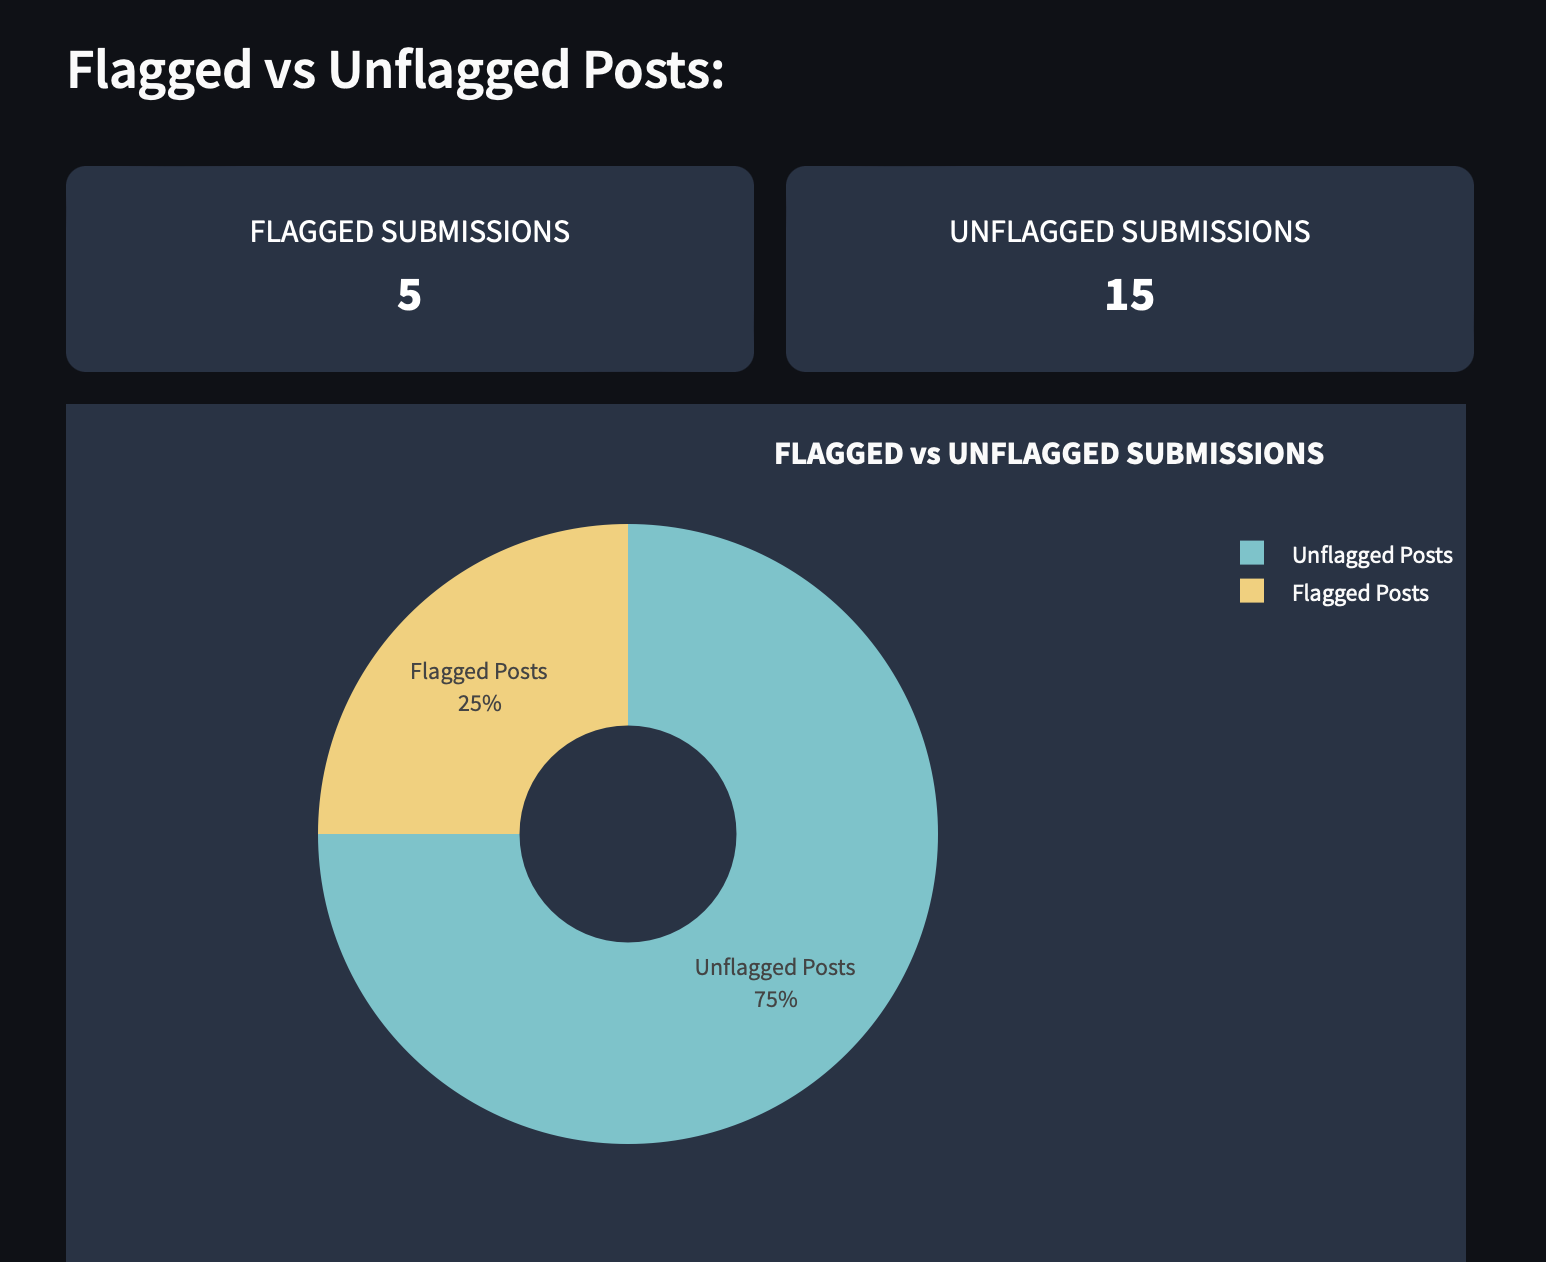 Flagged vs Unflagged Posts:
FLAGGED SUBMISSIONS
5
UNFLAGGED SUBMISSIONS
15
FLAGGED vs UNFLAGGED SUBMISSIONS
Unflagged Posts
Flagged Posts
Flagged Posts
25%
Unflagged Posts
75%